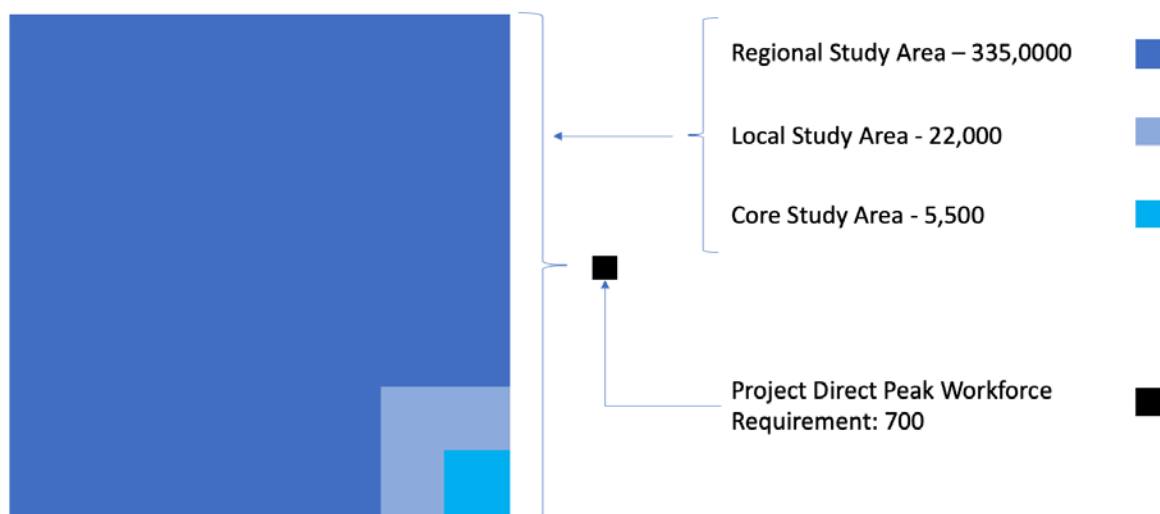 Regional Study Area – 335,0000
Local Study Area - 22,000
Core Study Area - 5,500
Project Direct Peak Workforce
Requirement: 700